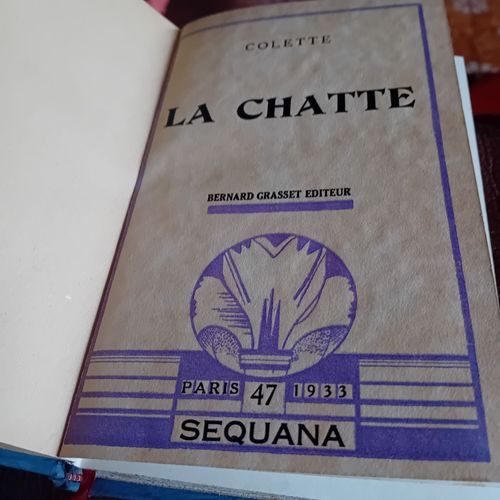 COLETTE
LA CHATTE
BERNARD GRASSET EDITEUR
PARIS 47 1933
SEQUANA